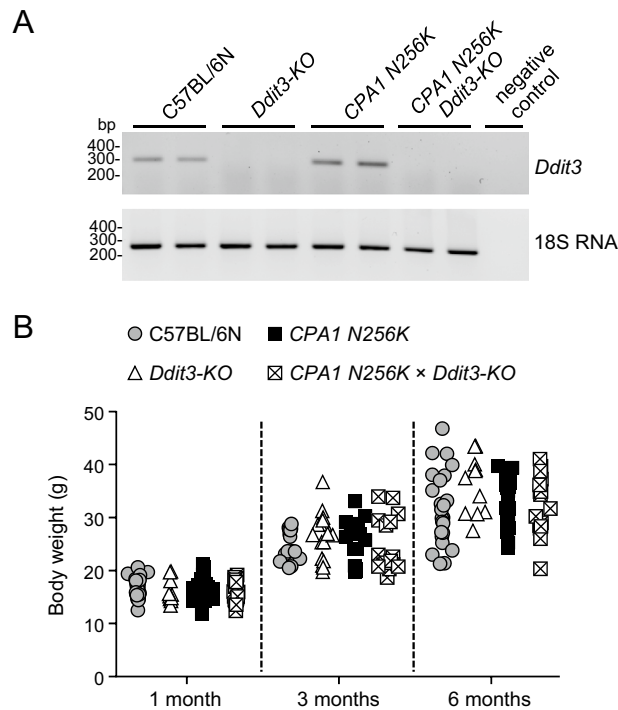 A
C57BL/6N
Ddit3-KO
CPA1 N256K
CPA1 N256K
Ddit3-KO
negative
control
bp
400-
300-
200-
Ddit3
400-
300-
200-
18S RNA
B
C57BL/6N
CPA1 N256K
Ddit3-KO
CPA1 N256K × Ddit3-KO
Body weight (g)
50
40
30
20
10
0
1 month
3 months
6 months